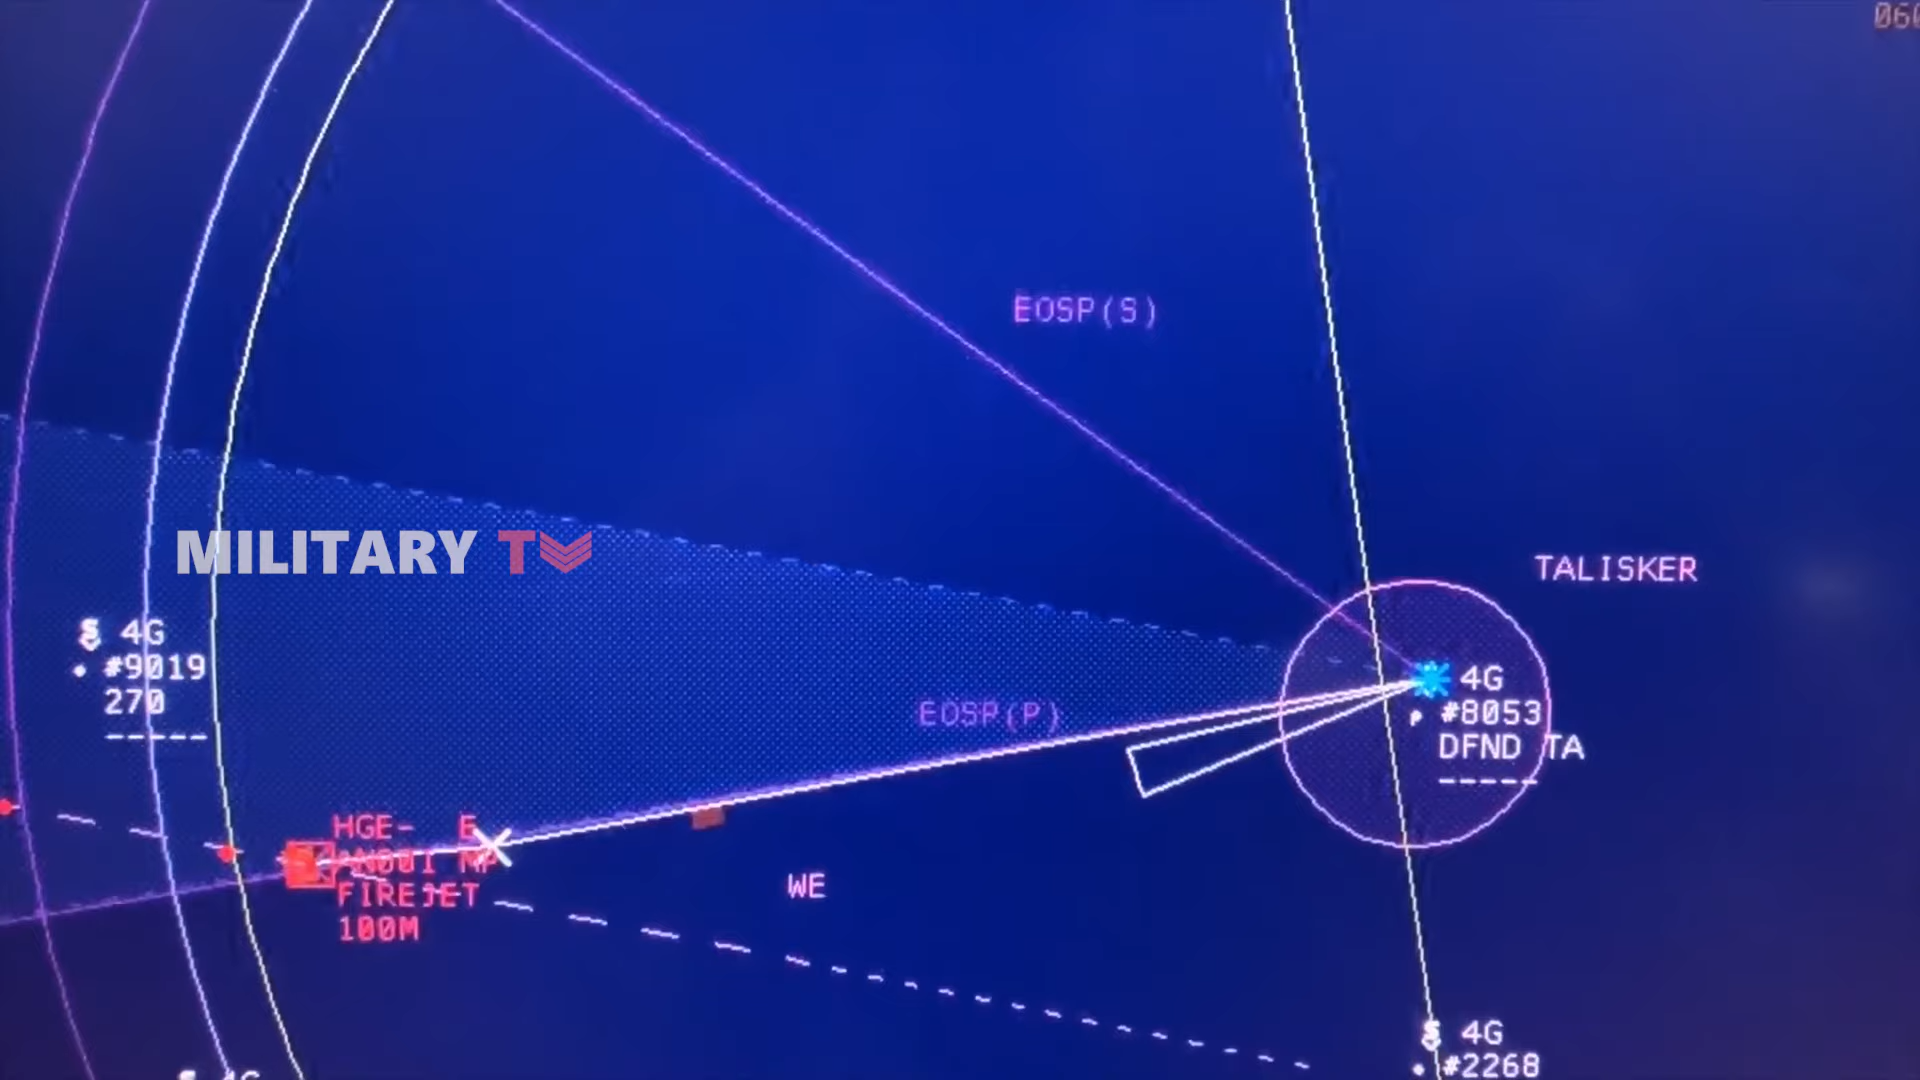 EOSP(S)
MILITARY TV
TALISKER
4G
#9019
270
-----
4G
#8053
DFND TA
-----
EOSP(P)
HGE- E
FIREJET
100M
WE
4G
#2268